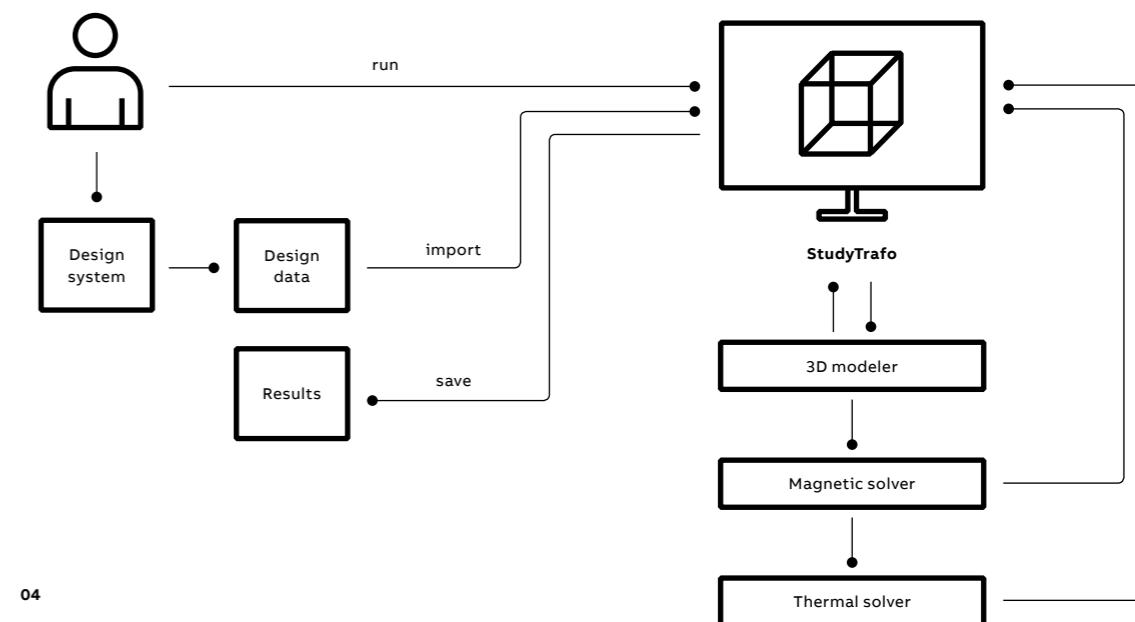 run
Design
system
Design
data
import
StudyTrafo
3D modeler
Results
save
Magnetic solver
Thermal solver
04